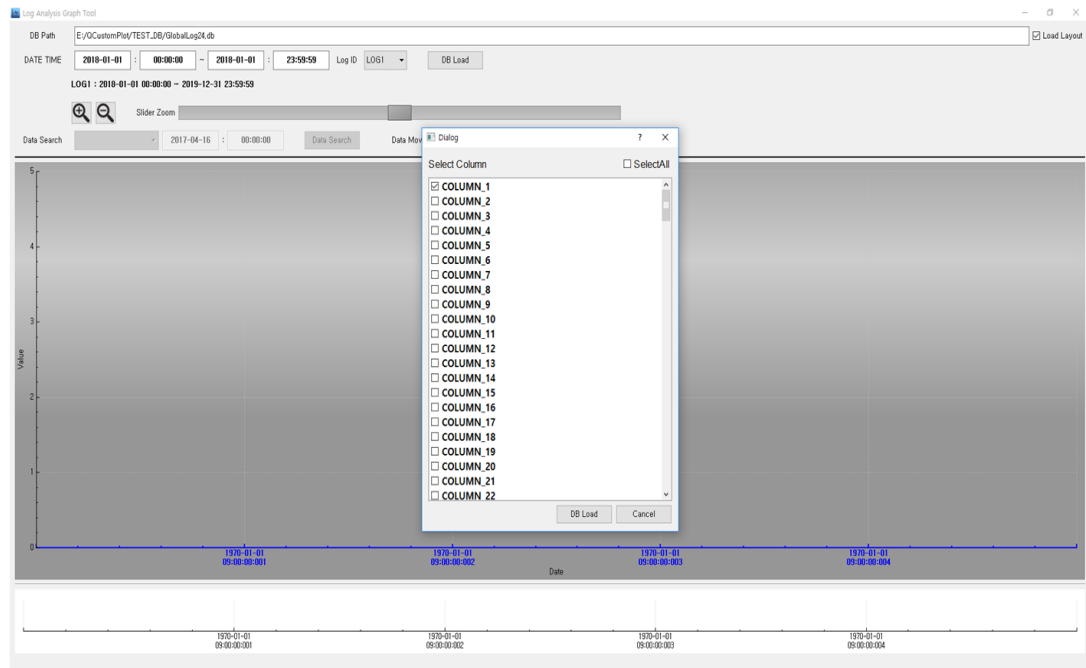 Log Analysis Graph Tool
DB Path E:/QCustomPlot/TEST_DB/GlobalLog24.db Load Layout
DATE TIME 2018-01-01 : 00:00:00 ~ 2018-01-01 : 23:59:59 Log ID LOG1 DB Load
LOG1 : 2018-01-01 00:00:00 ~ 2019-12-31 23:59:59
Slider Zoom
Data Search 2017-04-16 : 00:00:00 Data Search Data Mov
Dialog ? X
Select Column SelectAll
COLUMN_1
COLUMN_2
COLUMN_3
COLUMN_4
COLUMN_5
COLUMN_6
COLUMN_7
COLUMN_8
COLUMN_9
COLUMN_10
COLUMN_11
COLUMN_12
COLUMN_13
COLUMN_14
COLUMN_15
COLUMN_16
COLUMN_17
COLUMN_18
COLUMN_19
COLUMN_20
COLUMN_21
COLUMN_22
DB Load Cancel
5
4
3
2
1
0
Value
1970-01-01 1970-01-01 1970-01-01 1970-01-01
09:00:00:001 09:00:00:002 09:00:00:003 09:00:00:004
Date
1970-01-01 1970-01-01 1970-01-01 1970-01-01
09:00:00:001 09:00:00:002 09:00:00:003 09:00:00:004